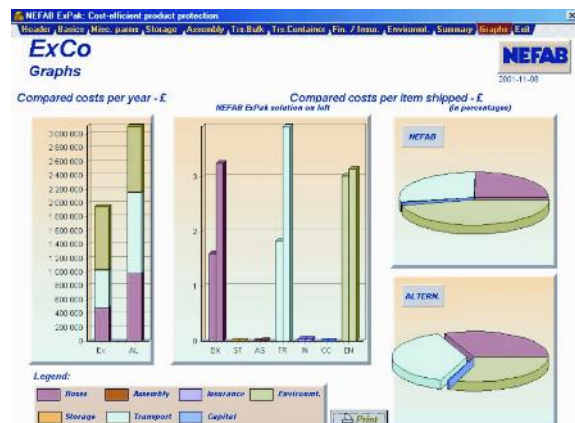 NEFAB ExPak: Cost-efficient product protection
Header Basics Misc. params Storage Assembly Trs.Bulk Trs.Container Fin. / Insu. Environmt. Summary Graphs Exit
ExCo
Graphs
NEFAB
2001-11-08
Compared costs per year - £
Compared costs per item shipped - £
NEFAB ExPak solution on left
(in percentages)
3 000 000
2 800 000
2 600 000
2 400 000
2 200 000
2 000 000
1 800 000
1 600 000
1 400 000
1 200 000
1 000 000
800 000
600 000
400 000
200 000
0
Ex AL
3
2
1
0
BX ST AS TR IN CC EN
NEFAB
ALTERN.
Legend:
Boxes Assembly Insurance Environmt.
Storage Transport Capital
Print